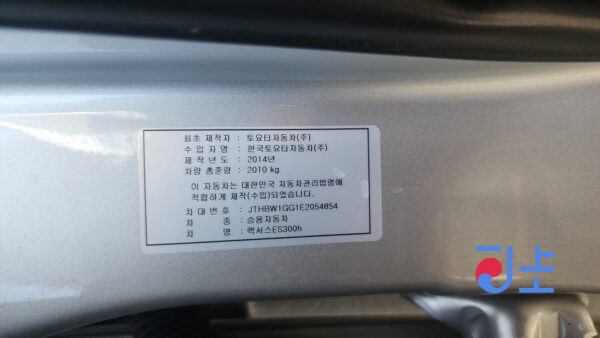 최초 제작자 : 토요타자동차(주)
수 입 자 명 : 한국토요타자동차(주)
제 작 년 도 : 2014년
차량 총중량 : 2010 kg
이 자동차는 대한민국 자동차관리법령에
적합하게 제작(수입)되었습니다.
차 대 번 호 : JTHBW1GG1E2054854
차 종 : 승용자동차
차 명 : 렉서스ES300h